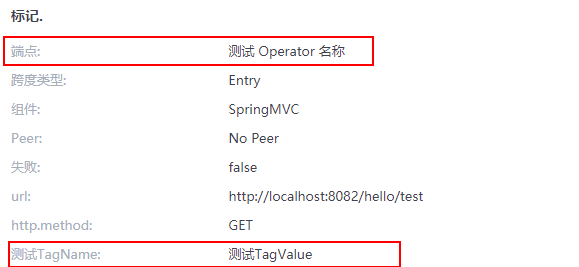 标记.
端点: 测试 Operator 名称
跨度类型: Entry
组件: SpringMVC
Peer: No Peer
失败: false
url: http://localhost:8082/hello/test
http.method: GET
测试TagName: 测试TagValue